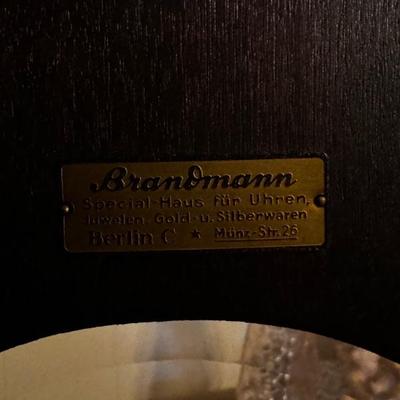 Brandmann
Special-Haus für Uhren,
Juwelen, Gold- u. Silberwaren
Berlin C * Münz-Str. 26